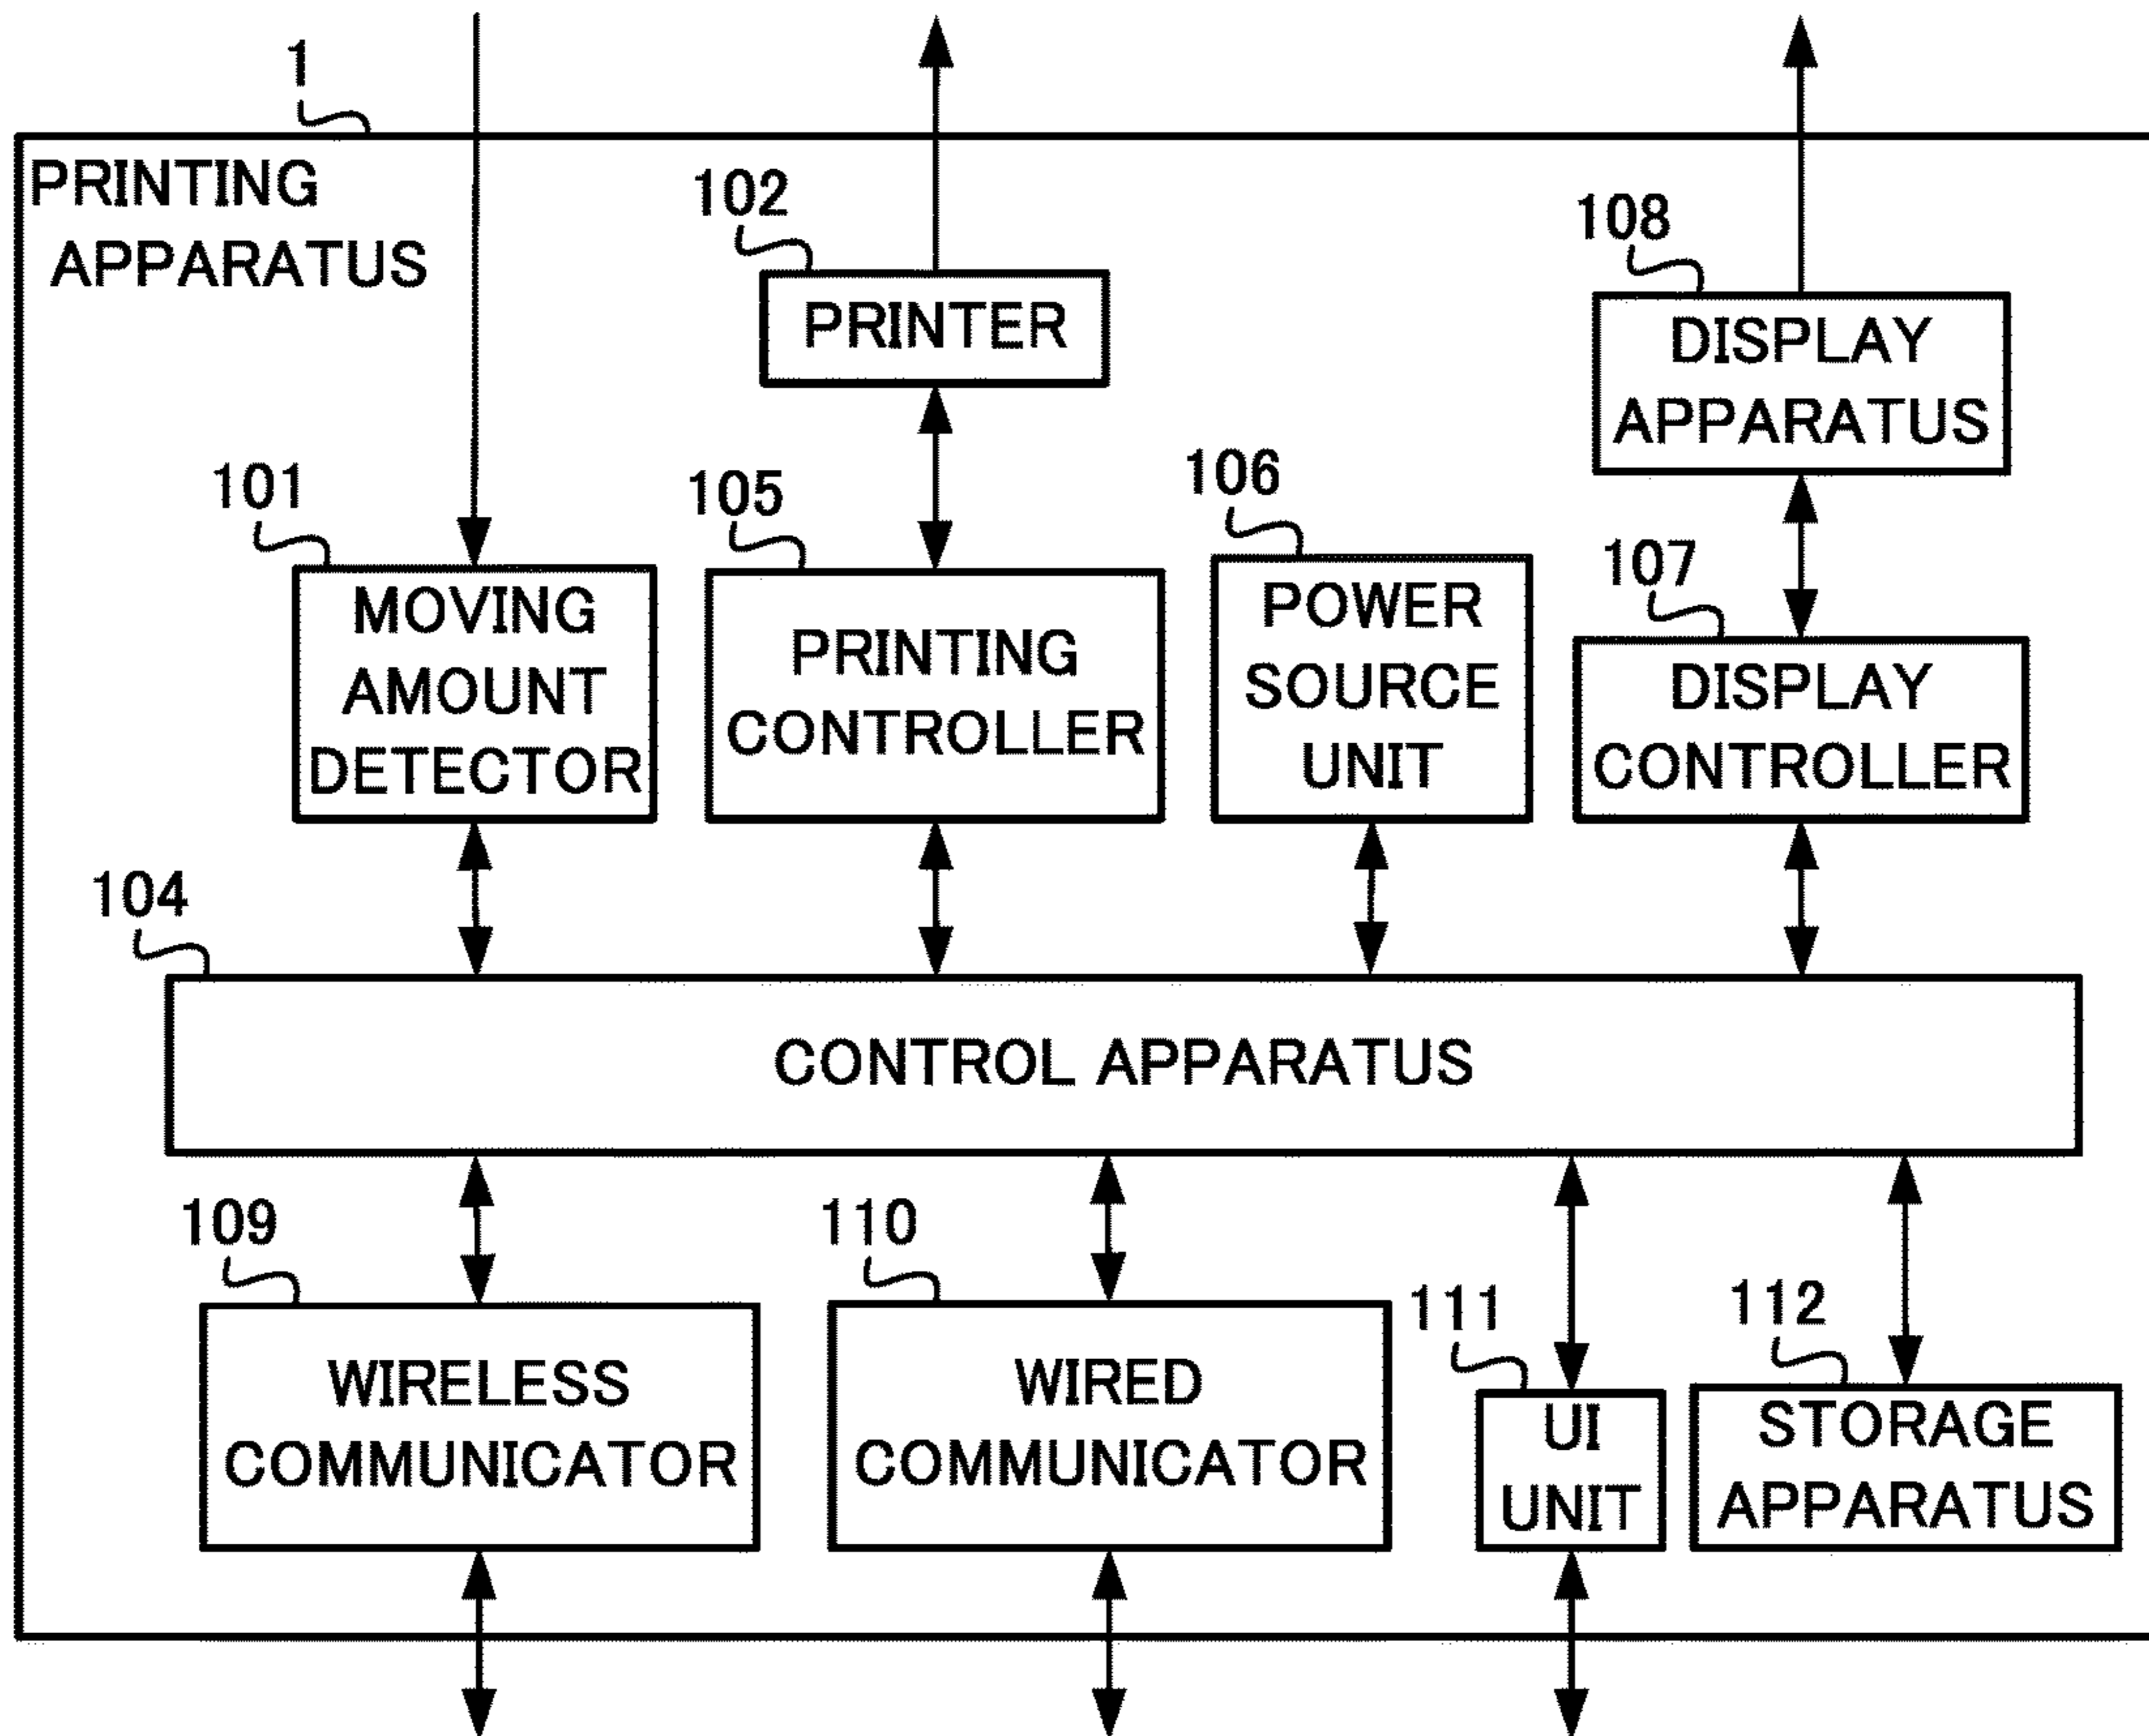 1
PRINTING
APPARATUS
102
PRINTER
108
DISPLAY
APPARATUS
101
MOVING
AMOUNT
DETECTOR
105
PRINTING
CONTROLLER
106
POWER
SOURCE
UNIT
107
DISPLAY
CONTROLLER
104
CONTROL APPARATUS
109
WIRELESS
COMMUNICATOR
110
WIRED
COMMUNICATOR
111
UI
UNIT
112
STORAGE
APPARATUS